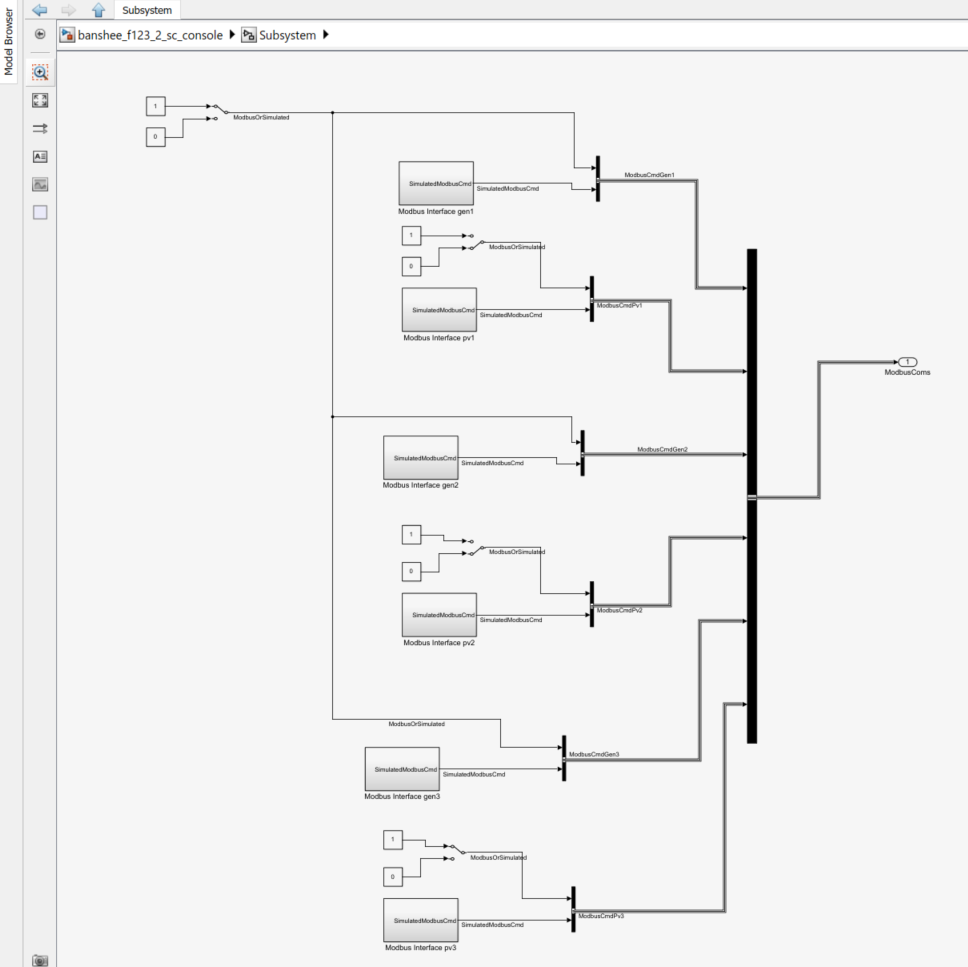 Subsystem
Model Browser
banshee_f123_2_sc_console Subsystem
1
0
ModbusOrSimulated
SimulatedModbusCmd
SimulatedModbusCmd
Modbus Interface gen1
ModbusCmdGen1
1
0
ModbusOrSimulated
SimulatedModbusCmd
SimulatedModbusCmd
Modbus Interface pv1
ModbusCmdPv1
1
ModbusComs
SimulatedModbusCmd
SimulatedModbusCmd
Modbus Interface gen2
ModbusCmdGen2
1
0
ModbusOrSimulated
SimulatedModbusCmd
SimulatedModbusCmd
Modbus Interface pv2
ModbusCmdPv2
ModbusOrSimulated
SimulatedModbusCmd
SimulatedModbusCmd
Modbus Interface gen3
ModbusCmdGen3
1
0
ModbusOrSimulated
SimulatedModbusCmd
SimulatedModbusCmd
Modbus Interface pv3
ModbusCmdPv3